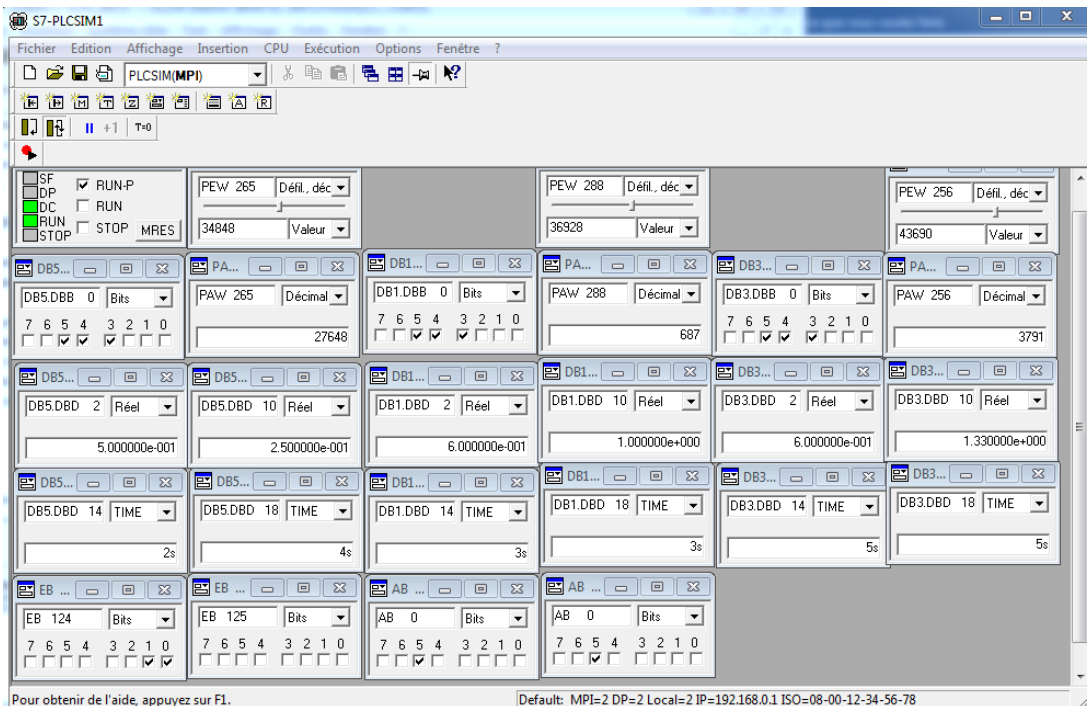 S7-PLCSIM1
Fichier Edition Affichage Insertion CPU Exécution Options Fenêtre ?
PLCSIM(MPI)
+1 T=0
SF
DP
DC
RUN
STOP
RUN-P
RUN
STOP MRES
PEW 265 Défil., déc
34848 Valeur
PEW 288 Défil., déc
36928 Valeur
PEW 256 Défil., déc
43690 Valeur
DB5...
DB5.DBB 0 Bits
7 6 5 4 3 2 1 0
PA...
PAW 265 Décimal
27648
DB1...
DB1.DBB 0 Bits
7 6 5 4 3 2 1 0
PA...
PAW 288 Décimal
687
DB3...
DB3.DBB 0 Bits
7 6 5 4 3 2 1 0
PA...
PAW 256 Décimal
3791
DB5...
DB5.DBD 2 Réel
5.000000e-001
DB5...
DB5.DBD 10 Réel
2.500000e-001
DB1...
DB1.DBD 2 Réel
6.000000e-001
DB1...
DB1.DBD 10 Réel
1.000000e+000
DB3...
DB3.DBD 2 Réel
6.000000e-001
DB3...
DB3.DBD 10 Réel
1.330000e+000
DB5...
DB5.DBD 14 TIME
2s
DB5...
DB5.DBD 18 TIME
4s
DB1...
DB1.DBD 14 TIME
3s
DB1...
DB1.DBD 18 TIME
3s
DB3...
DB3.DBD 14 TIME
5s
DB3...
DB3.DBD 18 TIME
5s
EB ...
EB 124 Bits
7 6 5 4 3 2 1 0
EB ...
EB 125 Bits
7 6 5 4 3 2 1 0
AB ...
AB 0 Bits
7 6 5 4 3 2 1 0
AB ...
AB 0 Bits
7 6 5 4 3 2 1 0
Pour obtenir de l'aide, appuyez sur F1.
Default: MPI=2 DP=2 Local=2 IP=192.168.0.1 ISO=08-00-12-34-56-78